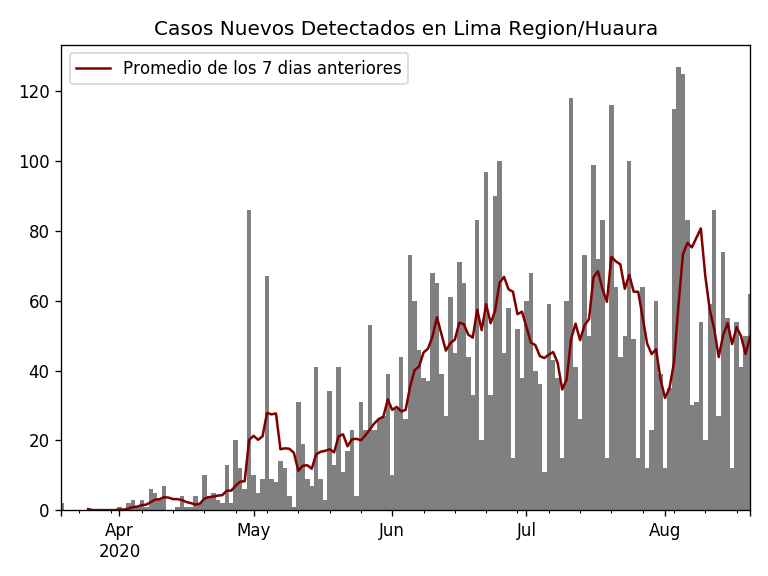 Casos Nuevos Detectados en Lima Region/Huaura
Promedio de los 7 dias anteriores
120
100
80
60
40
20
0
Apr
2020
May
Jun
Jul
Aug